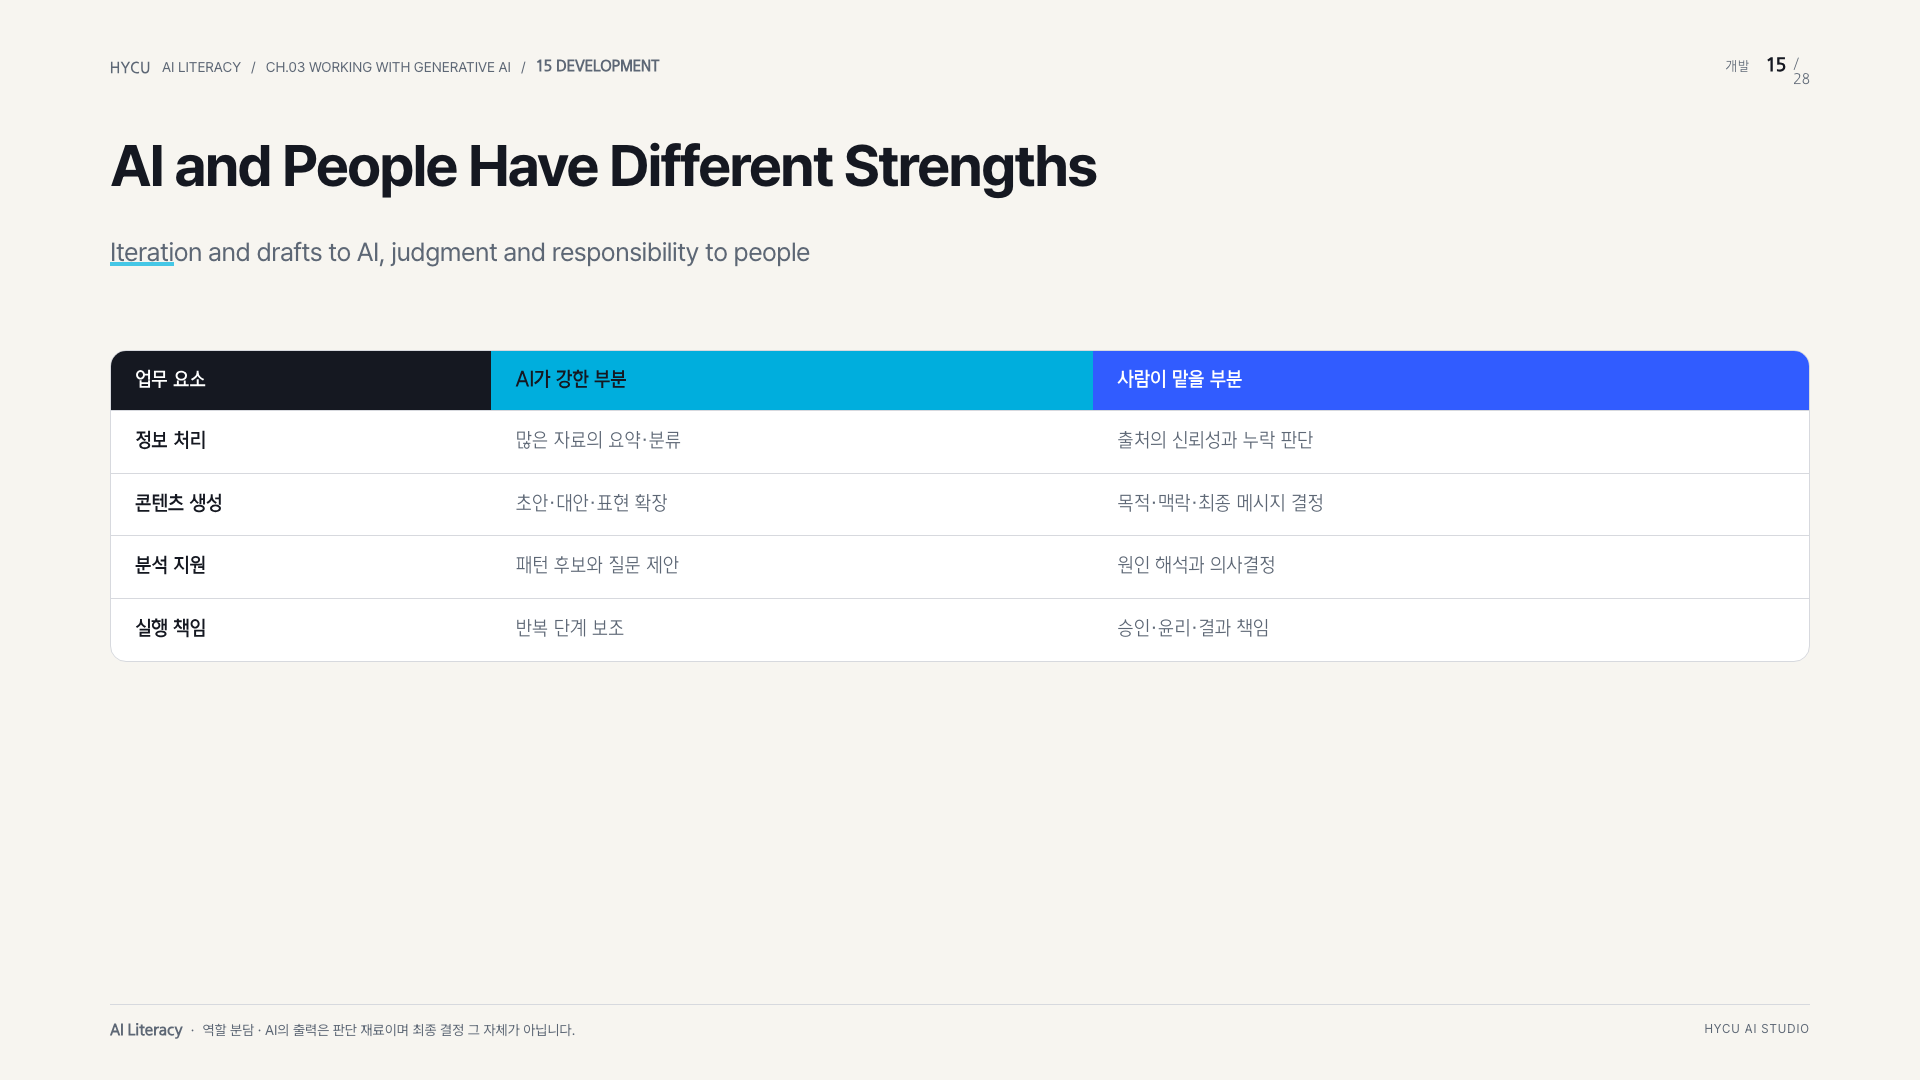 HYCU AI LITERACY / CH.03 WORKING WITH GENERATIVE AI / 15 DEVELOPMENT
개발 15 / 28
AI and People Have Different Strengths
Iteration and drafts to AI, judgment and responsibility to people
업무 요소 AI가 강한 부분 사람이 맡을 부분
정보 처리 많은 자료의 요약·분류 출처의 신뢰성과 누락 판단
콘텐츠 생성 초안·대안·표현 확장 목적·맥락·최종 메시지 결정
분석 지원 패턴 후보와 질문 제안 원인 해석과 의사결정
실행 책임 반복 단계 보조 승인·윤리·결과 책임
AI Literacy · 역할 분담 · AI의 출력은 판단 재료이며 최종 결정 그 자체가 아닙니다.
HYCU AI STUDIO